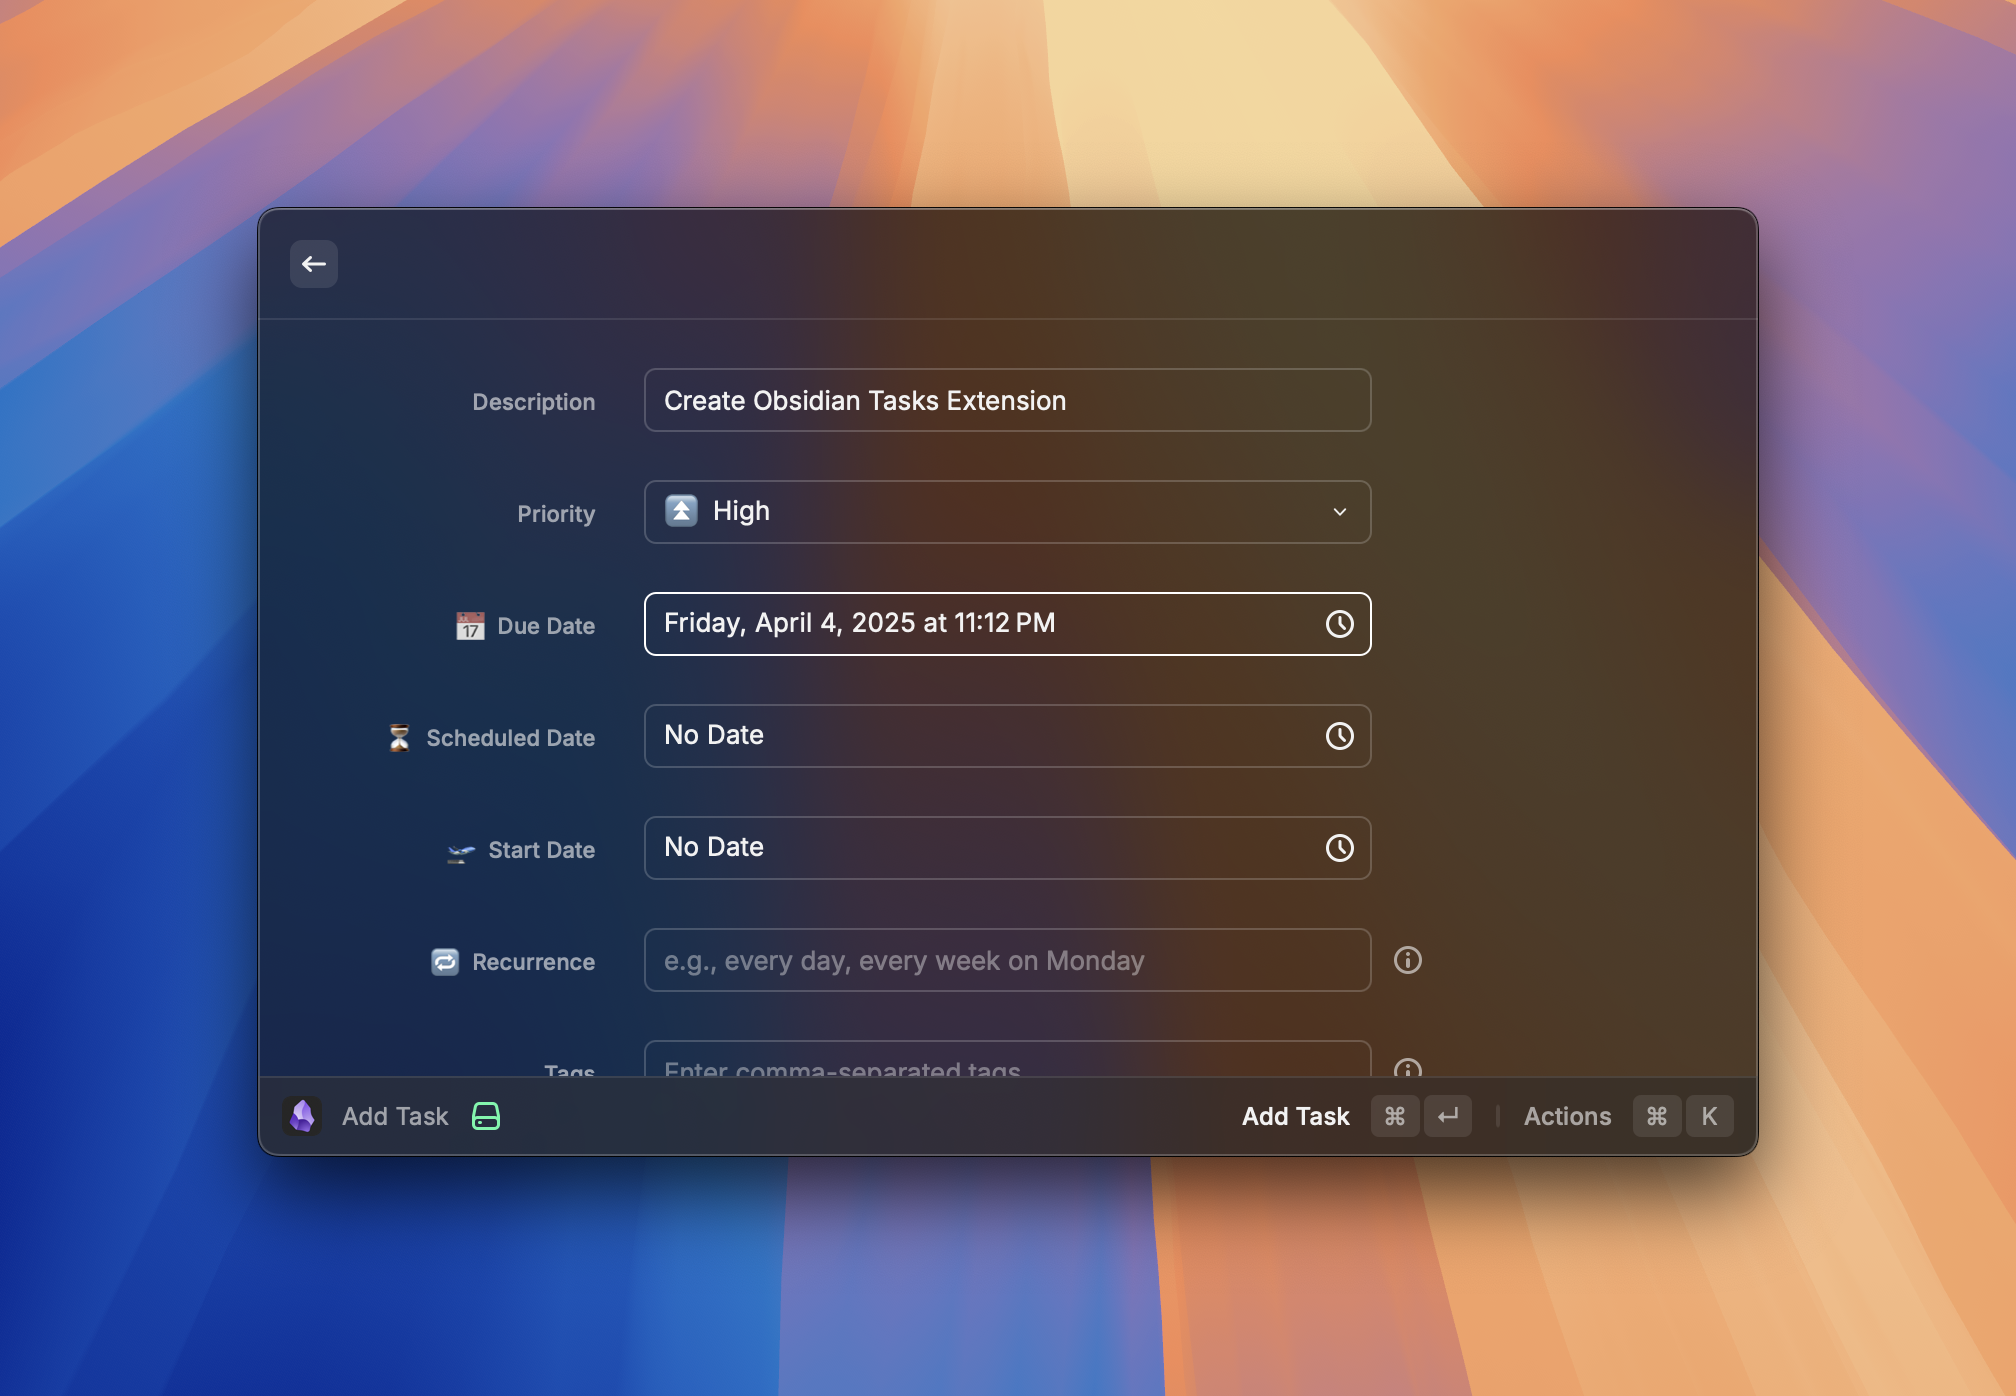 Description
Create Obsidian Tasks Extension
Priority
High
17
Due Date
Friday, April 4, 2025 at 11:12 PM
Scheduled Date
No Date
Start Date
No Date
Recurrence
e.g., every day, every week on Monday
Tags
Enter comma-separated tags
Add Task
Add Task ⌘ ↵
Actions ⌘ K